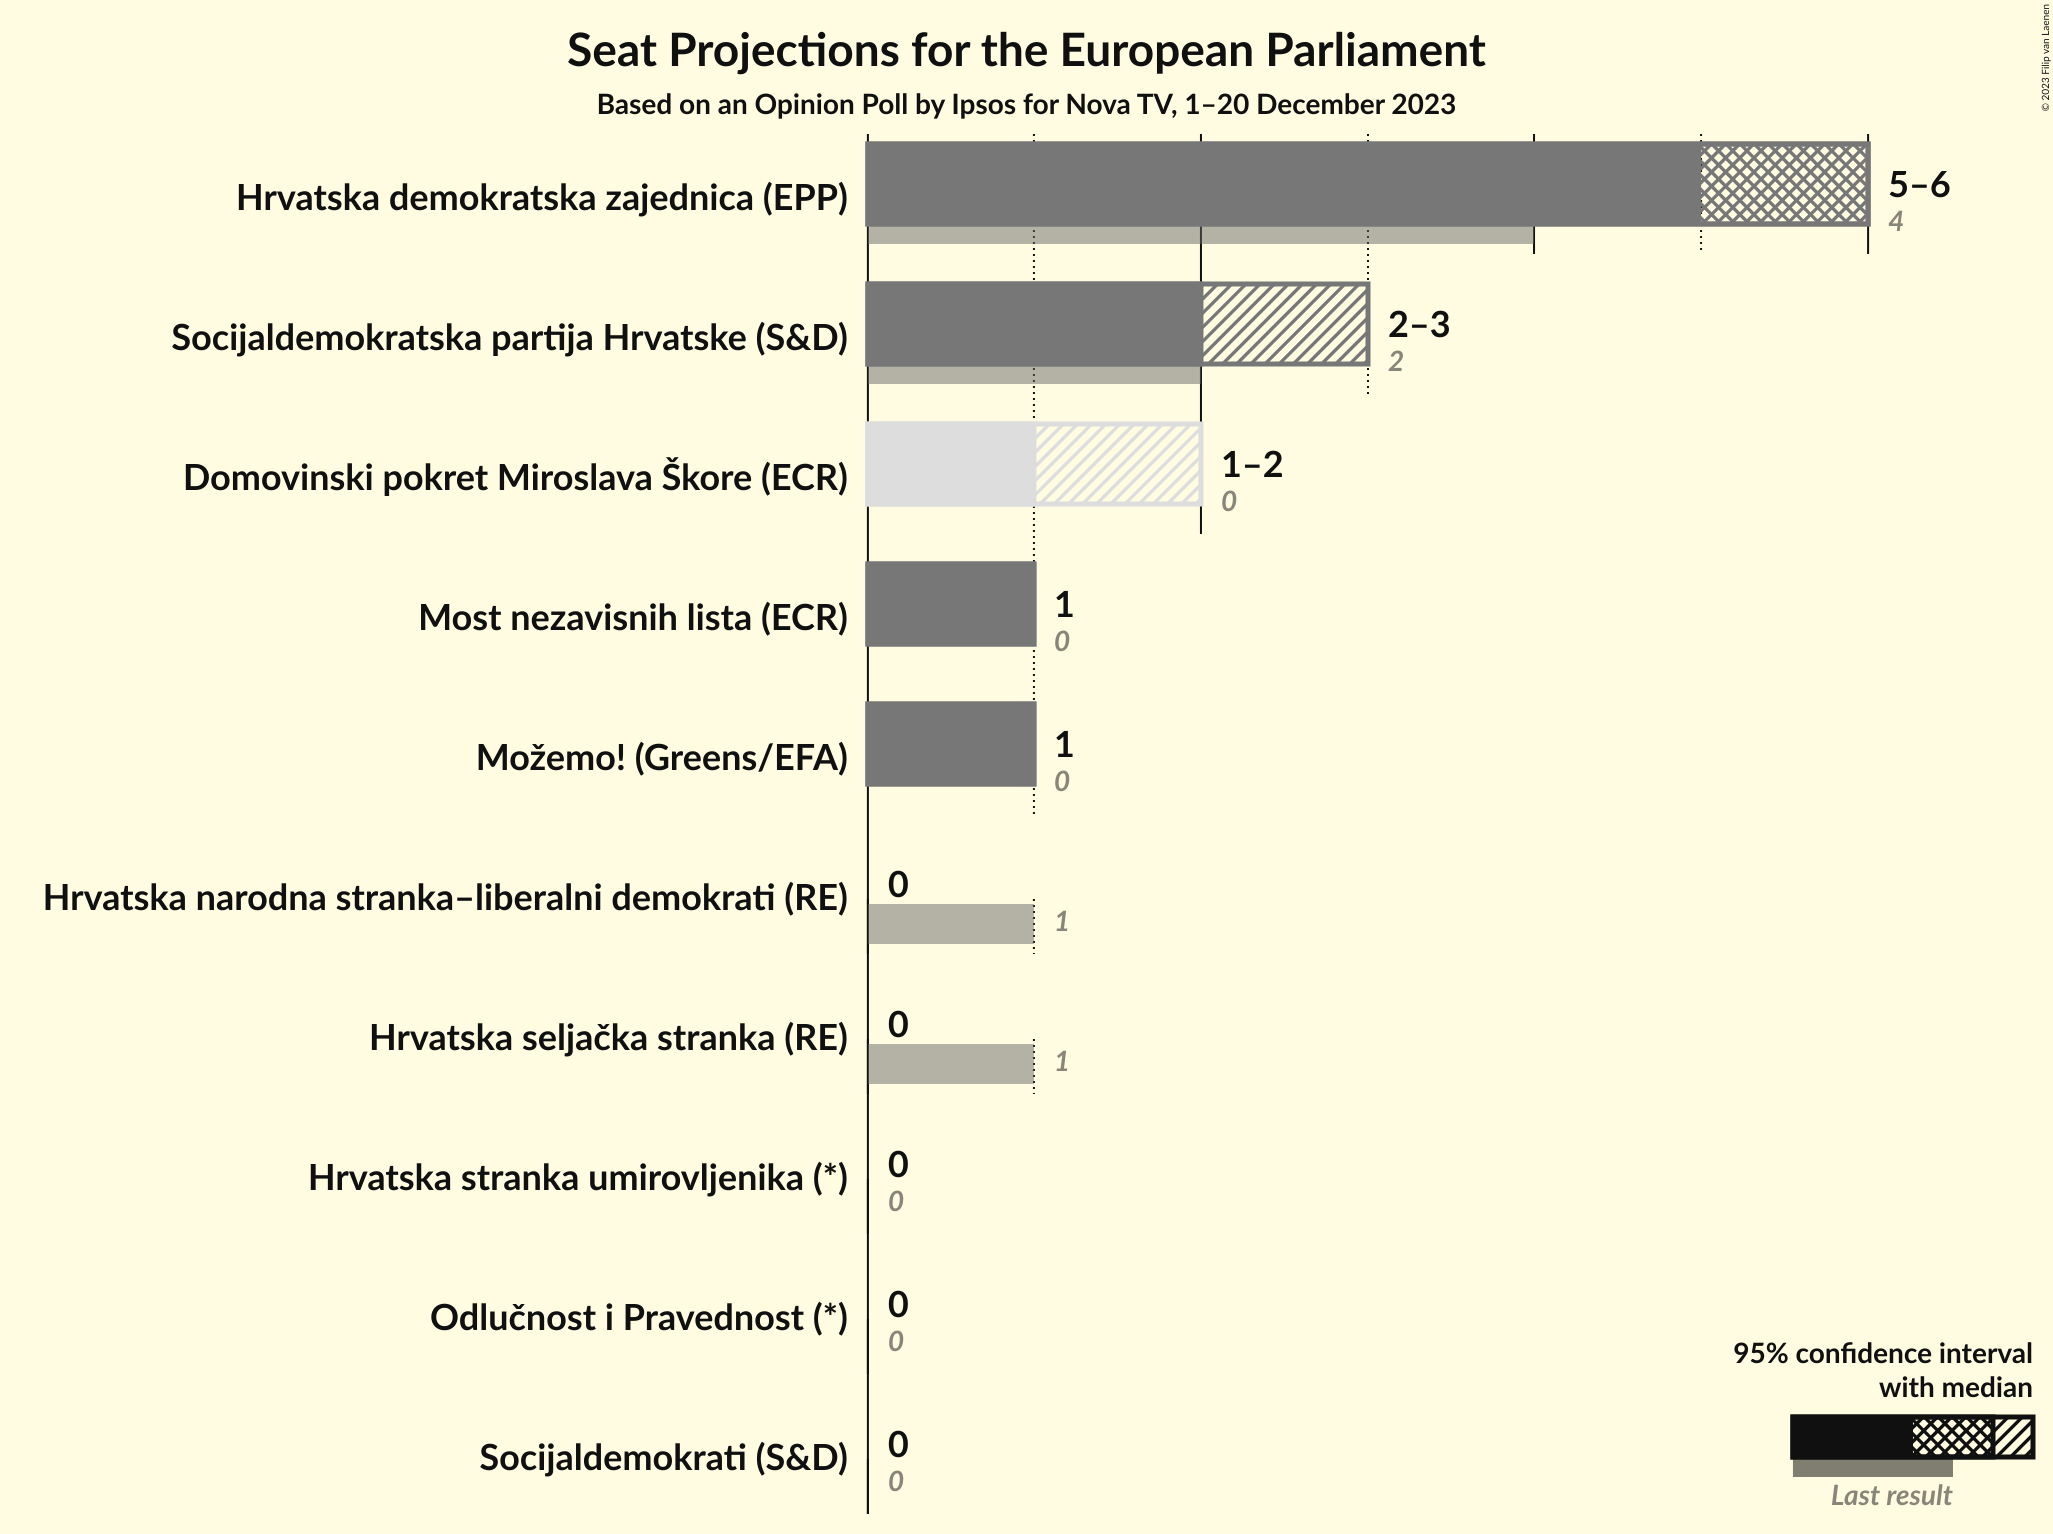 © 2023 Filip van Laenen
Seat Projections for the European Parliament
Based on an Opinion Poll by Ipsos for Nova TV, 1–20 December 2023
Hrvatska demokratska zajednica (EPP)
5–6
4
Socijaldemokratska partija Hrvatske (S&D)
2–3
2
Domovinski pokret Miroslava Škore (ECR)
1–2
0
Most nezavisnih lista (ECR)
1
0
Možemo! (Greens/EFA)
1
0
Hrvatska narodna stranka–liberalni demokrati (RE)
0
1
Hrvatska seljačka stranka (RE)
0
1
Hrvatska stranka umirovljenika (*)
0
0
Odlučnost i Pravednost (*)
0
0
Socijaldemokrati (S&D)
0
0
95% confidence interval
with median
Last result